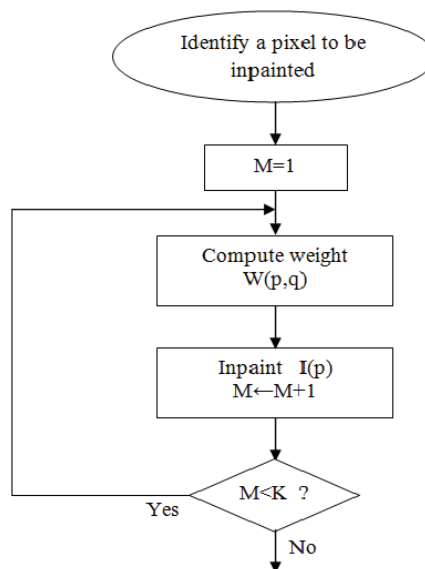 Identify a pixel to be
inpainted
M=1
Compute weight
W(p,q)
Inpaint I(p)
M←M+1
M<K ?
Yes
No